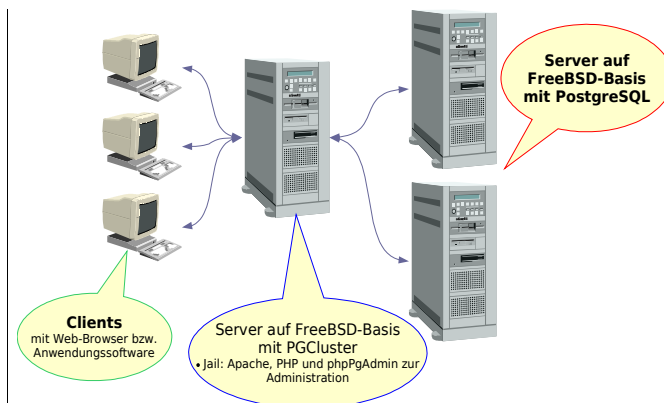 Server auf
FreeBSD-Basis
mit PostgreSQL
Clients
mit Web-Browser bzw.
Anwendungssoftware
Server auf FreeBSD-Basis
mit PGCluster
• Jail: Apache, PHP und phpPgAdmin zur
Administration